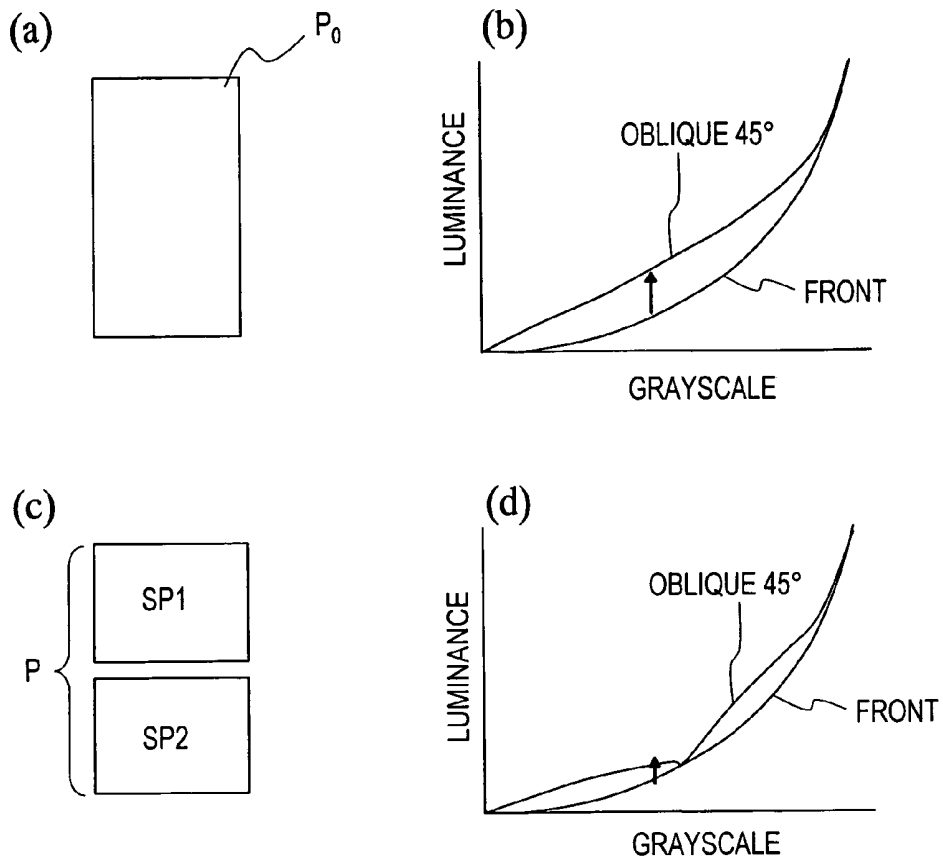 (a)
P0
(b)
LUMINANCE
OBLIQUE 45°
FRONT
GRAYSCALE
(c)
P
SP1
SP2
(d)
LUMINANCE
OBLIQUE 45°
FRONT
GRAYSCALE